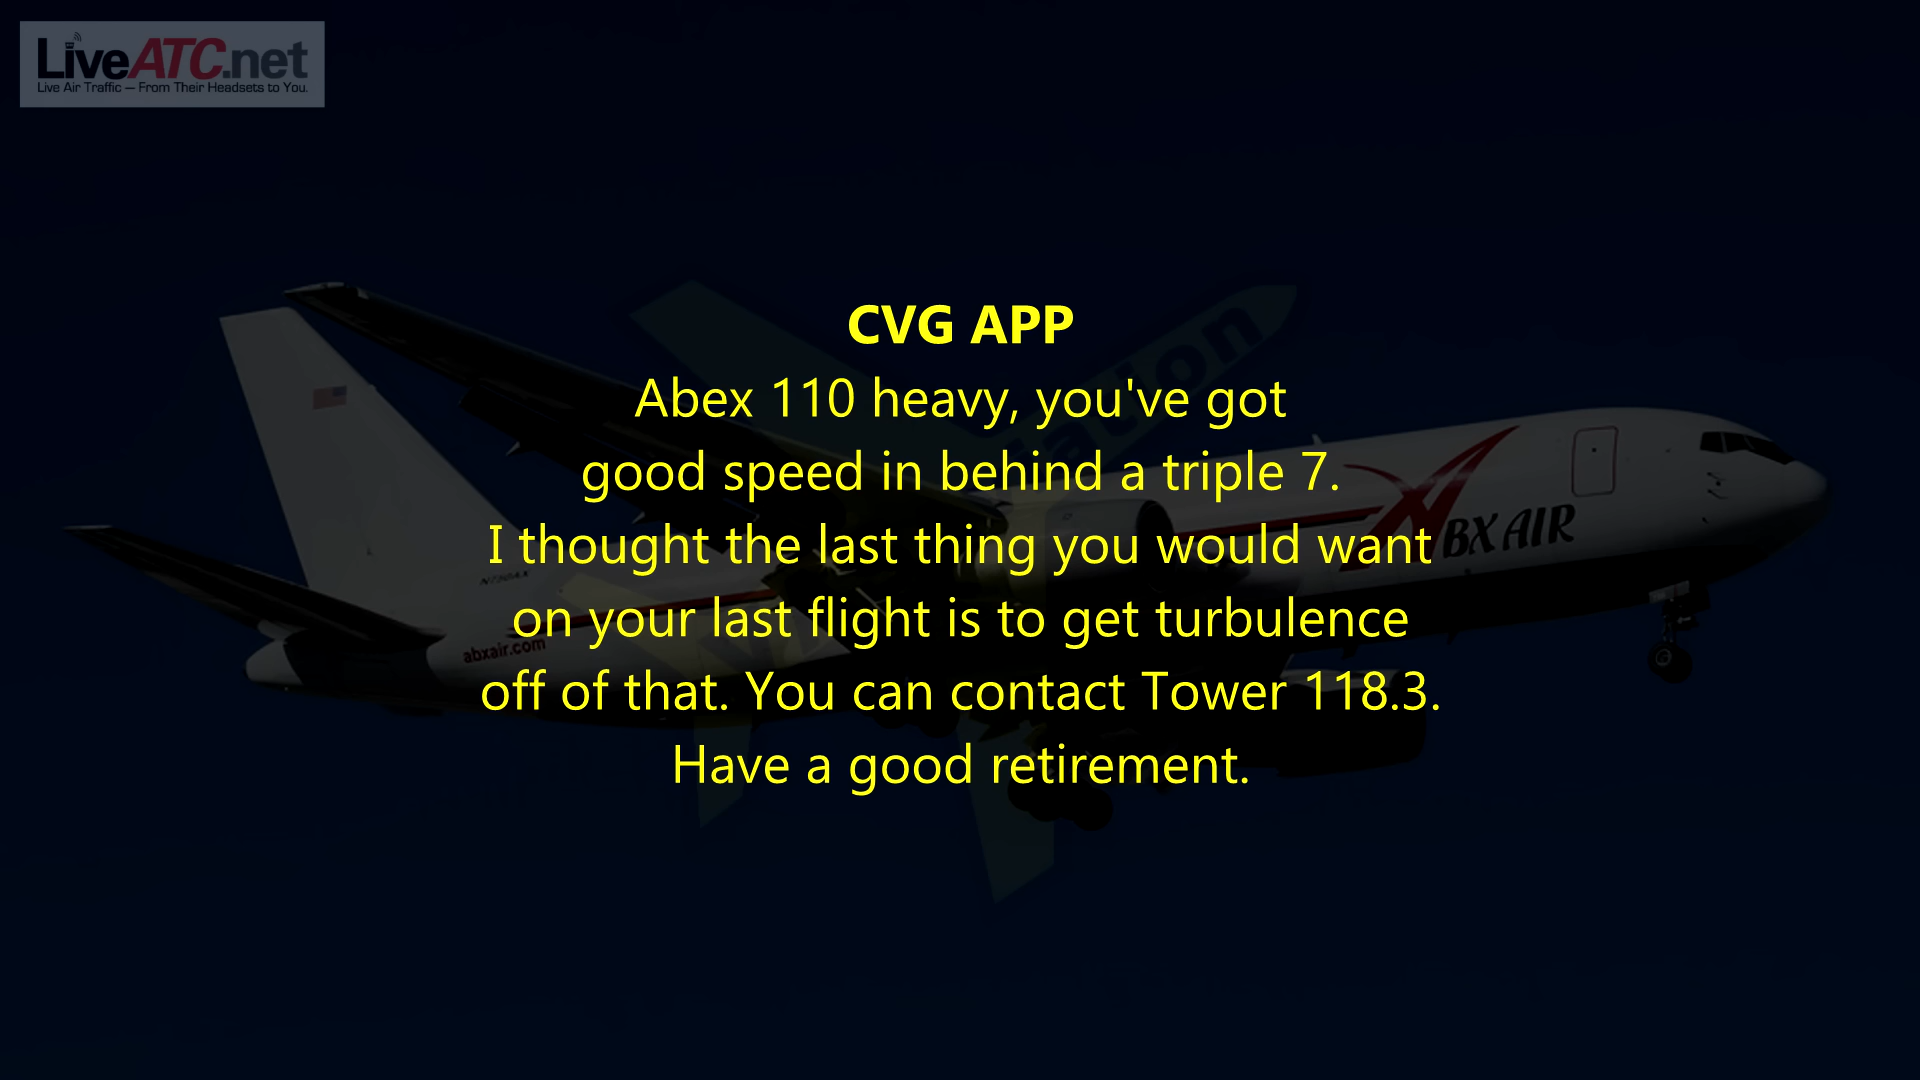 LiveATC.net
Live Air Traffic — From Their Headsets to You.
CVG APP
Abex 110 heavy, you've got
good speed in behind a triple 7.
I thought the last thing you would want
on your last flight is to get turbulence
off of that. You can contact Tower 118.3.
Have a good retirement.
ABX AIR
abxair.com